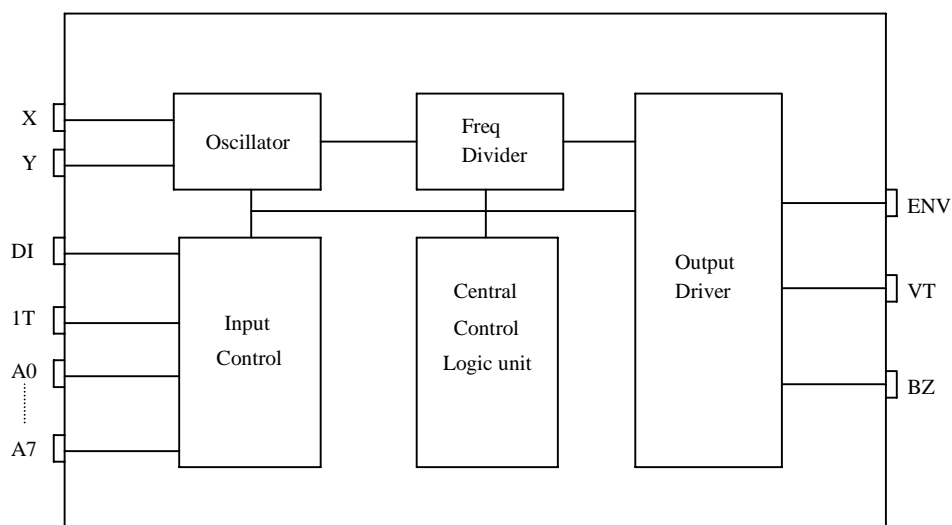 X
Y
DI
1T
A0
A7
Oscillator
Freq
Divider
Input
Control
Central
Control
Logic unit
Output
Driver
ENV
VT
BZ